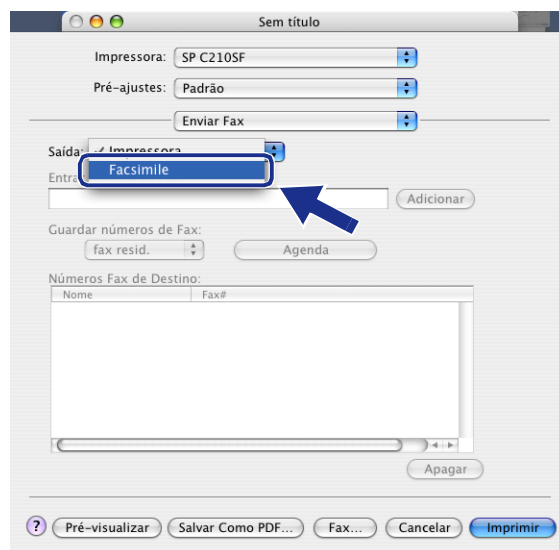 Sem título
Impressora: SP C210SF
Pré-ajustes: Padrão
Enviar Fax
Saída: ✓ Impressora
Facsimile
Entra
Adicionar
Guardar números de Fax:
fax resid. Agenda
Números Fax de Destino:
Nome Fax#
Apagar
? Pré-visualizar Salvar Como PDF... Fax... Cancelar Imprimir